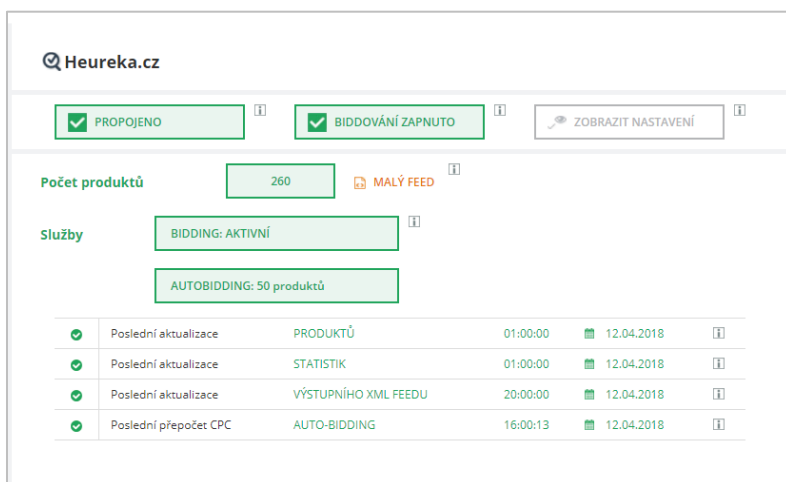 Heureka.cz
PROPOJENO
BIDDOVÁNÍ ZAPNUTO
ZOBRAZIT NASTAVENÍ
Počet produktů 260 MALÝ FEED
Služby BIDDING: AKTIVNÍ
AUTOBIDDING: 50 produktů
Poslední aktualizace PRODUKTŮ 01:00:00 12.04.2018
Poslední aktualizace STATISTIK 01:00:00 12.04.2018
Poslední aktualizace VÝSTUPNÍHO XML FEEDU 20:00:00 12.04.2018
Poslední přepočet CPC AUTO-BIDDING 16:00:13 12.04.2018